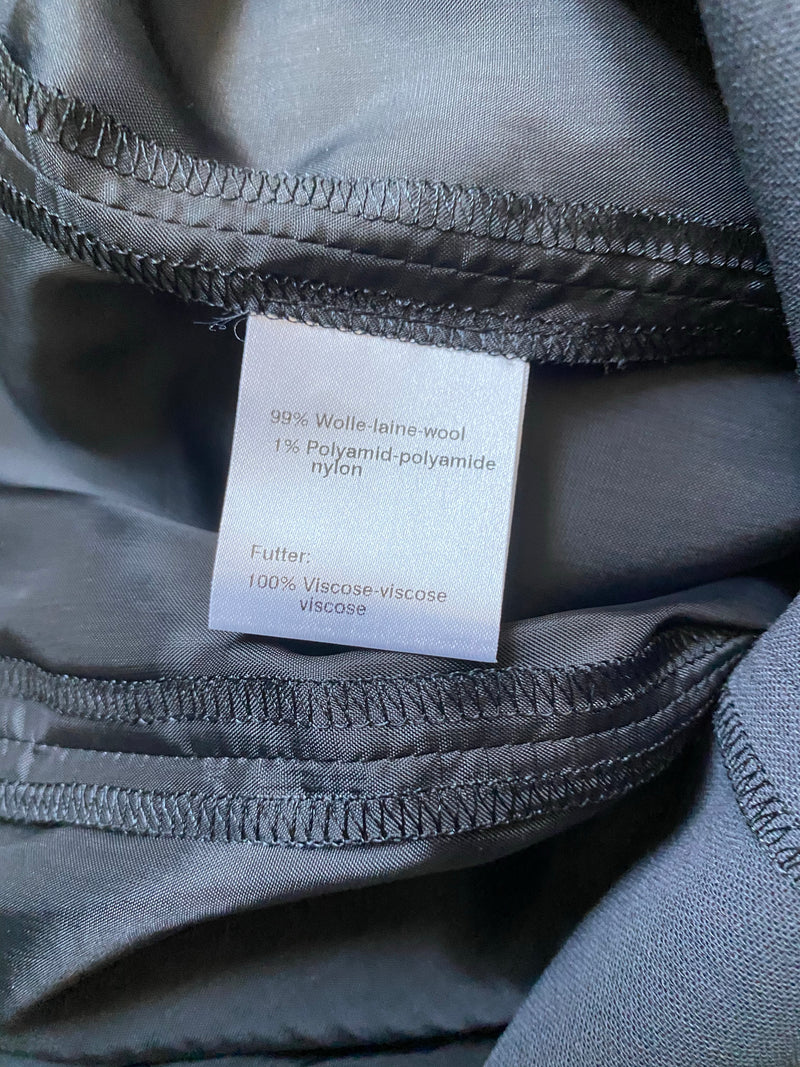 99% Wolle-laine-wool
1% Polyamid-polyamide
nylon
Futter:
100% Viscose-viscose
viscose